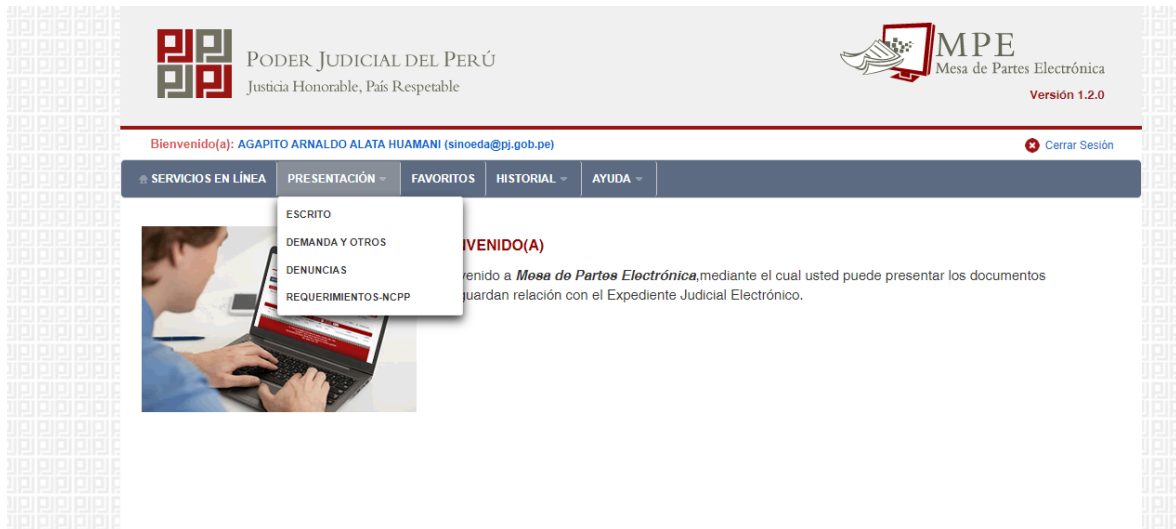 PODER JUDICIAL DEL PERÚ
Justicia Honorable, País Respetable
MPE
Mesa de Partes Electrónica
Versión 1.2.0
Bienvenido(a): AGAPITO ARNALDO ALATA HUAMANI (sinoeda@pj.gob.pe)
Cerrar Sesión
SERVICIOS EN LÍNEA PRESENTACIÓN FAVORITOS HISTORIAL AYUDA
ESCRITO
DEMANDA Y OTROS
DENUNCIAS
REQUERIMIENTOS-NCPP
NVENIDO(A)
enido a Mesa de Partes Electrónica,mediante el cual usted puede presentar los documentos
guardan relación con el Expediente Judicial Electrónico.